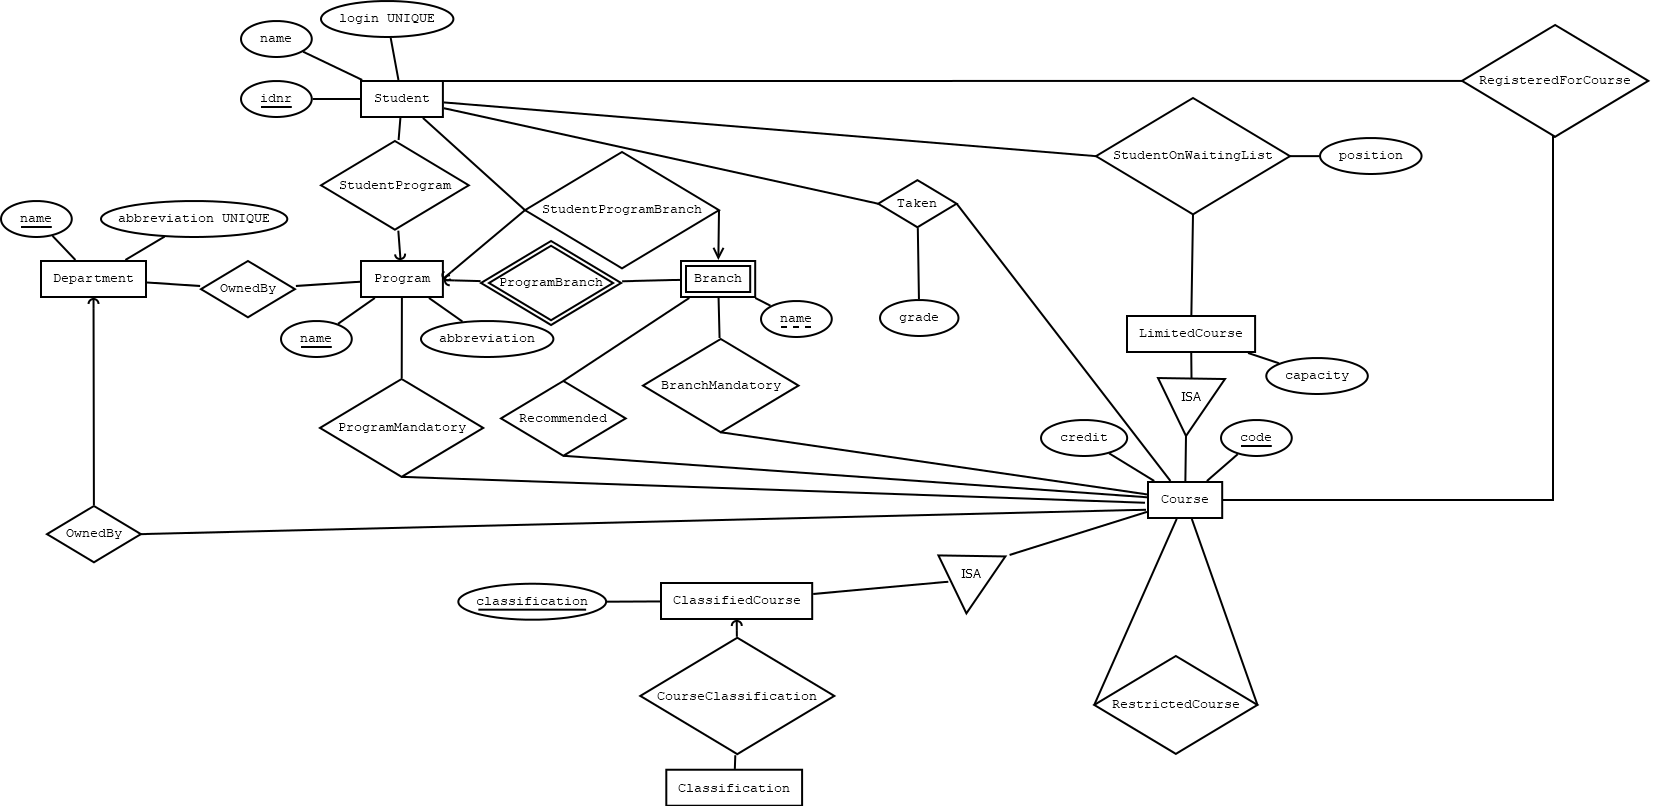 login UNIQUE
name
idnr
Student
RegisteredForCourse
StudentOnWaitingList
position
StudentProgram
StudentProgramBranch
Taken
name
abbreviation UNIQUE
Department
OwnedBy
Program
ProgramBranch
Branch
name
abbreviation
name
grade
LimitedCourse
capacity
ISA
BranchMandatory
Recommended
ProgramMandatory
credit
code
Course
OwnedBy
ISA
classification
ClassifiedCourse
CourseClassification
RestrictedCourse
Classification